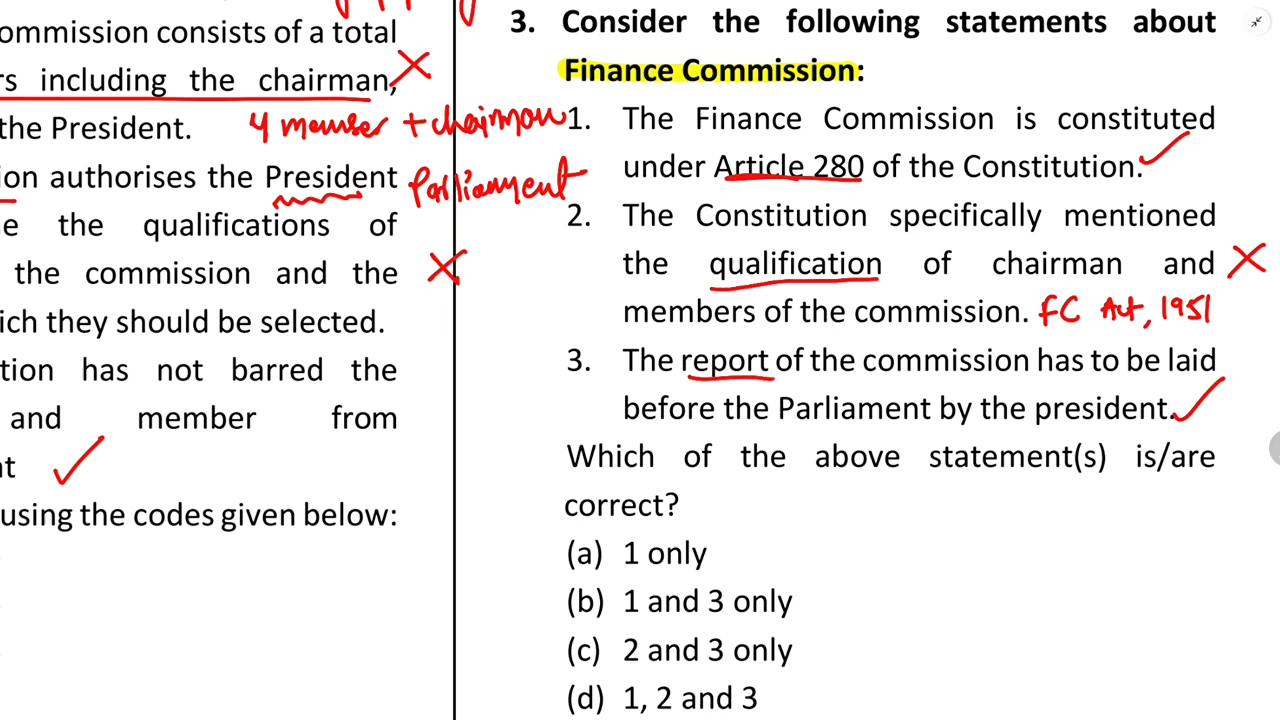 ommission consists of a total
rs including the chairman,
the President. 4 member + chairman
ion authorises the President Parliament
e the qualifications of
the commission and the
ich they should be selected.
tion has not barred the
and member from
t
using the codes given below:
3. Consider the following statements about
Finance Commission:
1. The Finance Commission is constituted
under Article 280 of the Constitution.
2. The Constitution specifically mentioned
the qualification of chairman and
members of the commission. FC Act, 1951
3. The report of the commission has to be laid
before the Parliament by the president.
Which of the above statement(s) is/are
correct?
(a) 1 only
(b) 1 and 3 only
(c) 2 and 3 only
(d) 1, 2 and 3